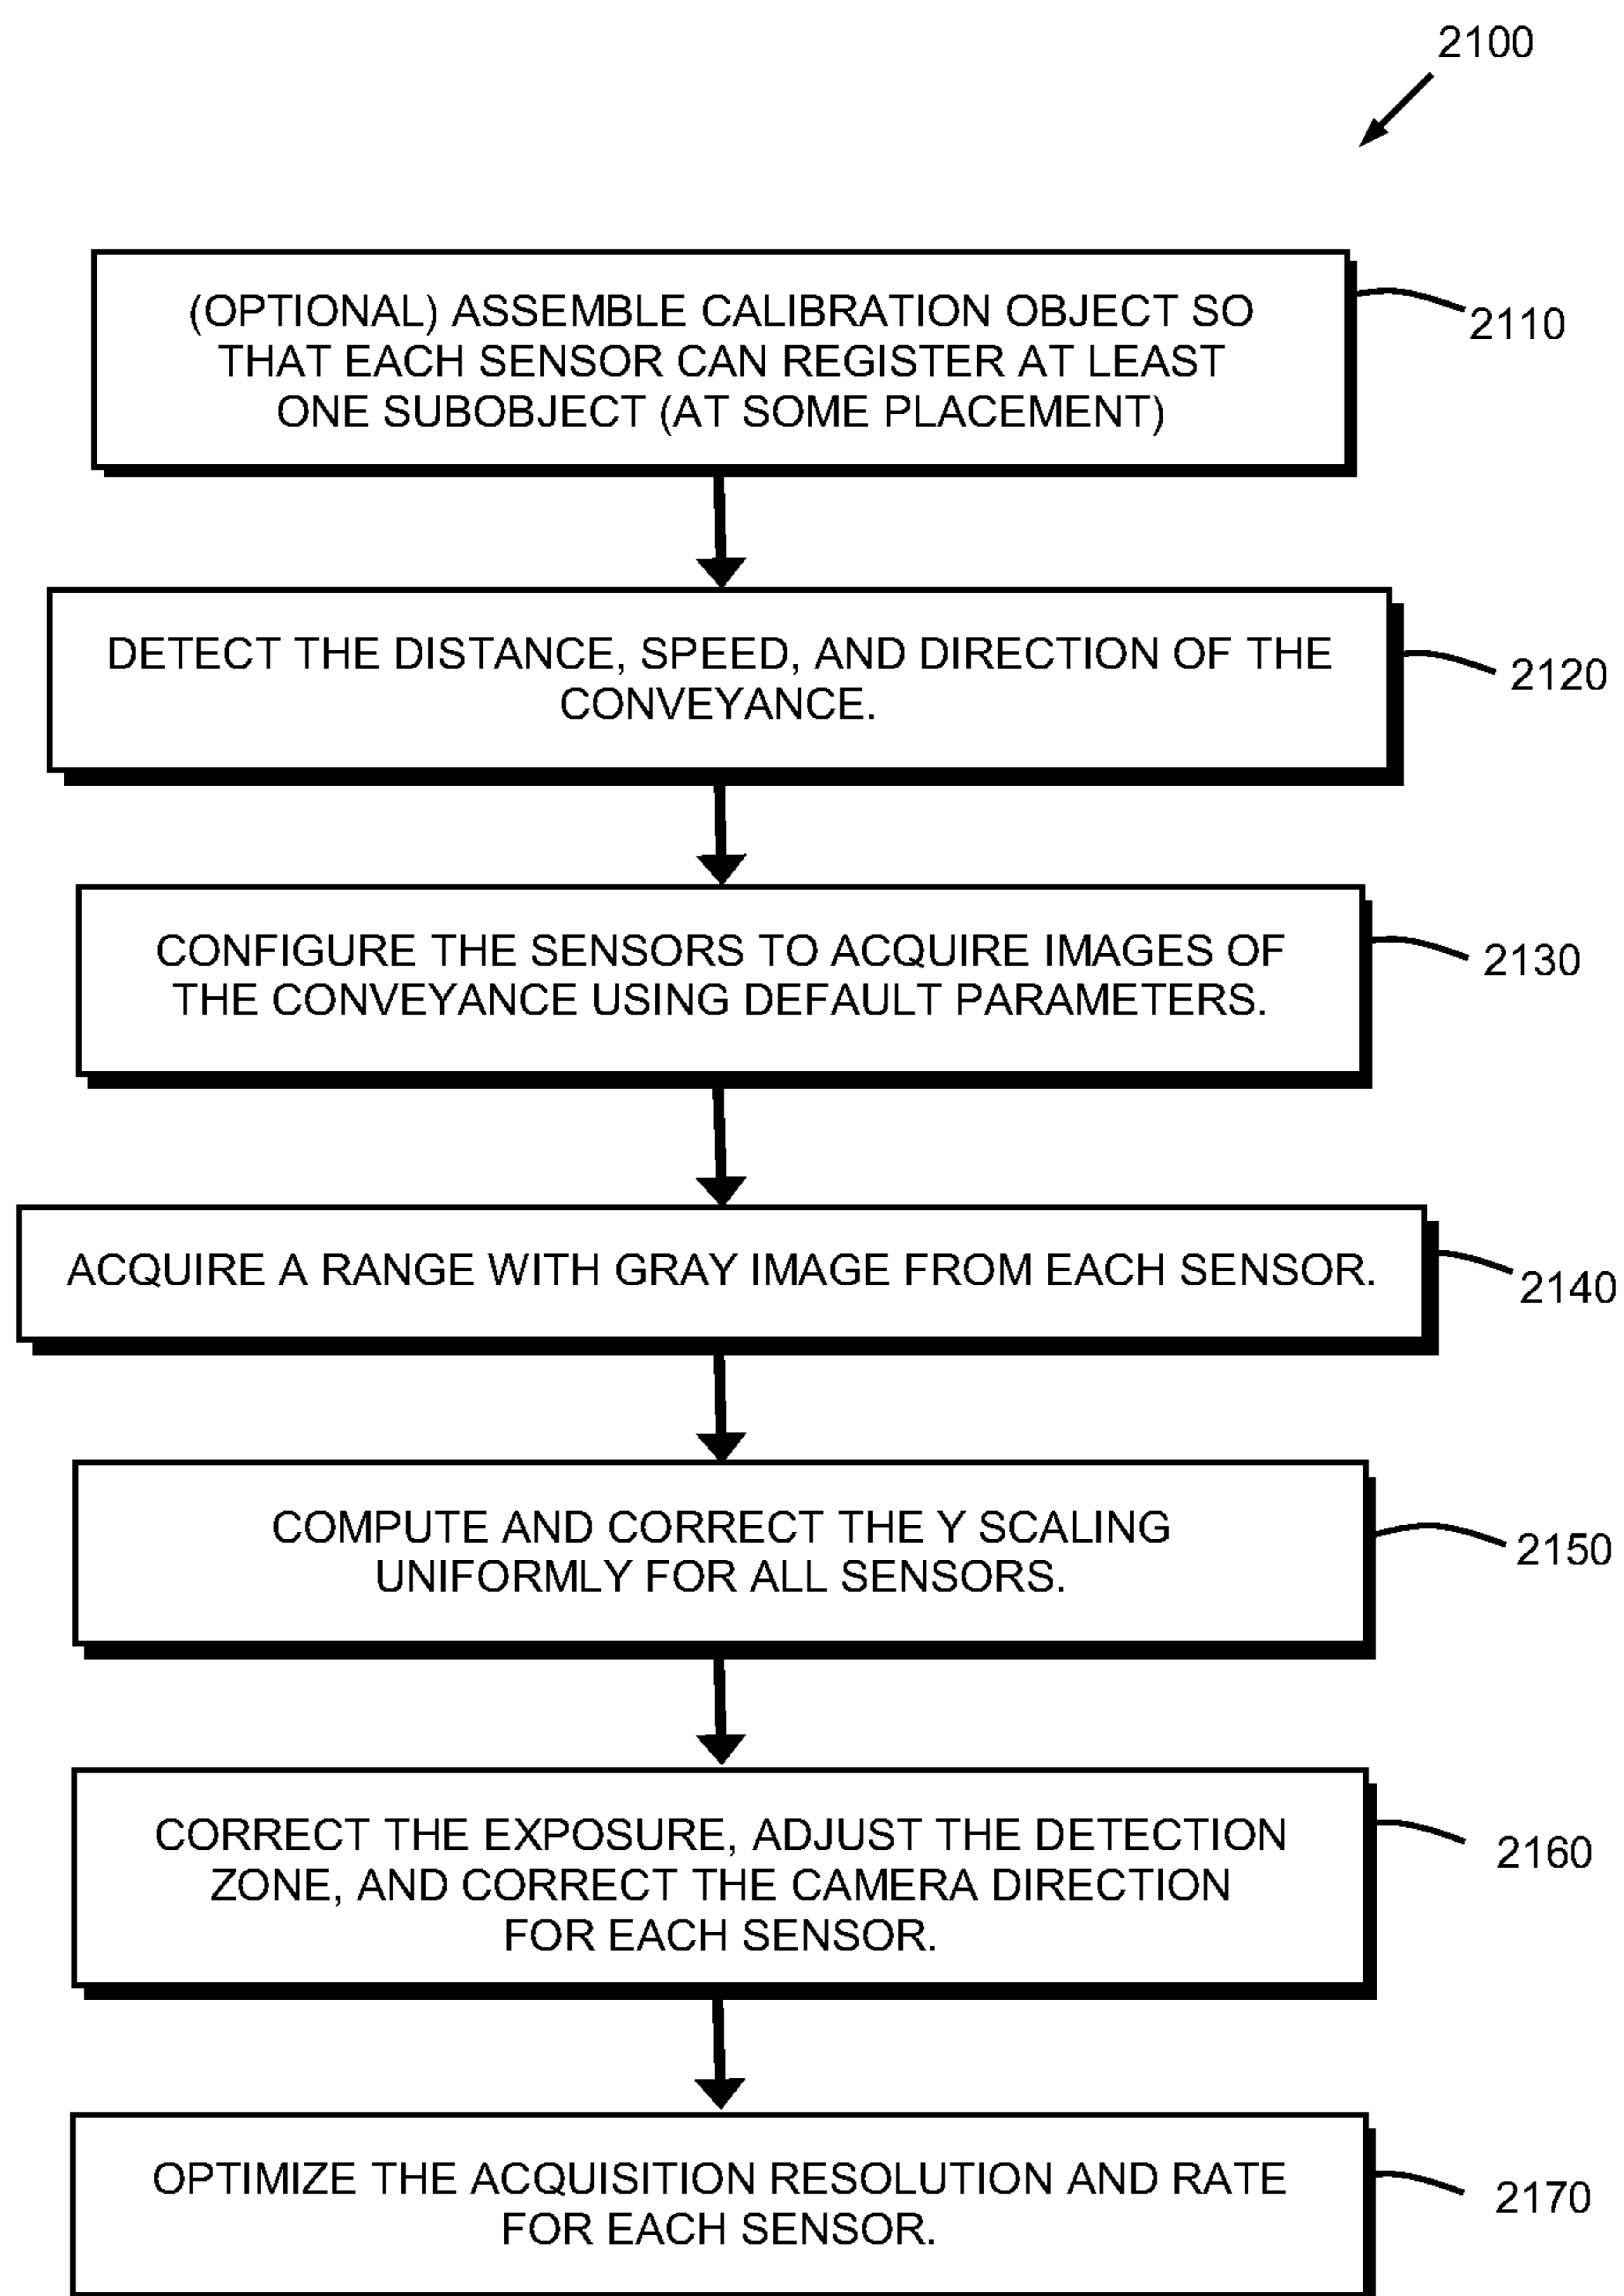 2100
(OPTIONAL) ASSEMBLE CALIBRATION OBJECT SO
THAT EACH SENSOR CAN REGISTER AT LEAST
ONE SUBOBJECT (AT SOME PLACEMENT)
2110
DETECT THE DISTANCE, SPEED, AND DIRECTION OF THE
CONVEYANCE.
2120
CONFIGURE THE SENSORS TO ACQUIRE IMAGES OF
THE CONVEYANCE USING DEFAULT PARAMETERS.
2130
ACQUIRE A RANGE WITH GRAY IMAGE FROM EACH SENSOR.
2140
COMPUTE AND CORRECT THE Y SCALING
UNIFORMLY FOR ALL SENSORS.
2150
CORRECT THE EXPOSURE, ADJUST THE DETECTION
ZONE, AND CORRECT THE CAMERA DIRECTION
FOR EACH SENSOR.
2160
OPTIMIZE THE ACQUISITION RESOLUTION AND RATE
FOR EACH SENSOR.
2170